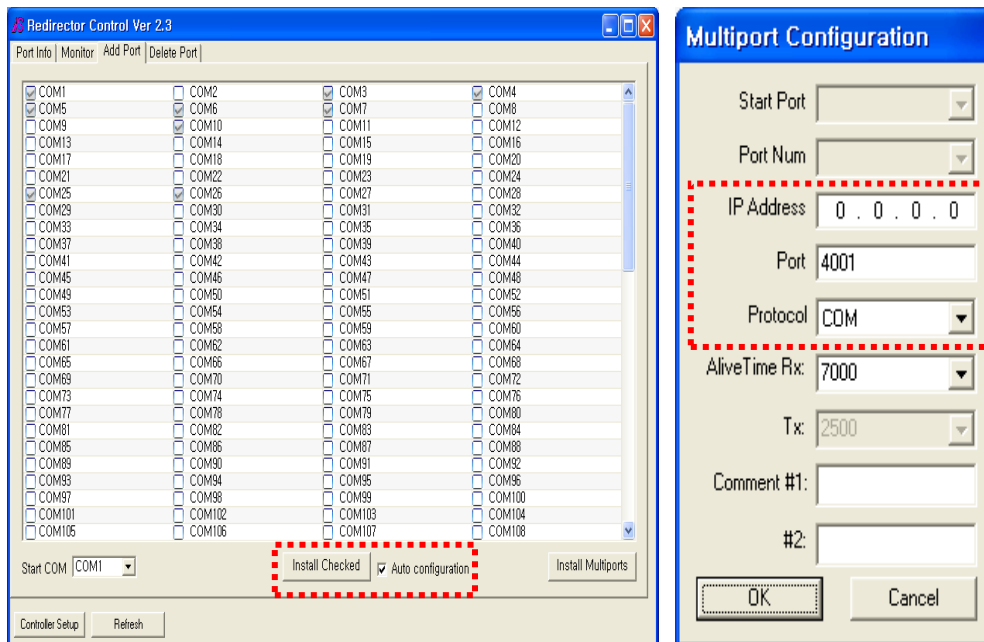 Redirector Control Ver 2.3
Port Info Monitor Add Port Delete Port
COM1 COM2 COM3 COM4
COM5 COM6 COM7 COM8
COM9 COM10 COM11 COM12
COM13 COM14 COM15 COM16
COM17 COM18 COM19 COM20
COM21 COM22 COM23 COM24
COM25 COM26 COM27 COM28
COM29 COM30 COM31 COM32
COM33 COM34 COM35 COM36
COM37 COM38 COM39 COM40
COM41 COM42 COM43 COM44
COM45 COM46 COM47 COM48
COM49 COM50 COM51 COM52
COM53 COM54 COM55 COM56
COM57 COM58 COM59 COM60
COM61 COM62 COM63 COM64
COM65 COM66 COM67 COM68
COM69 COM70 COM71 COM72
COM73 COM74 COM75 COM76
COM77 COM78 COM79 COM80
COM81 COM82 COM83 COM84
COM85 COM86 COM87 COM88
COM89 COM90 COM91 COM92
COM93 COM94 COM95 COM96
COM97 COM98 COM99 COM100
COM101 COM102 COM103 COM104
COM105 COM106 COM107 COM108
Start COM COM1 Install Checked Auto configuration Install Multiports
Controller Setup Refresh
Multiport Configuration
Start Port
Port Num
IP Address 0 . 0 . 0 . 0
Port 4001
Protocol COM
AliveTime Rx: 7000
Tx: 2500
Comment #1:
#2:
OK Cancel